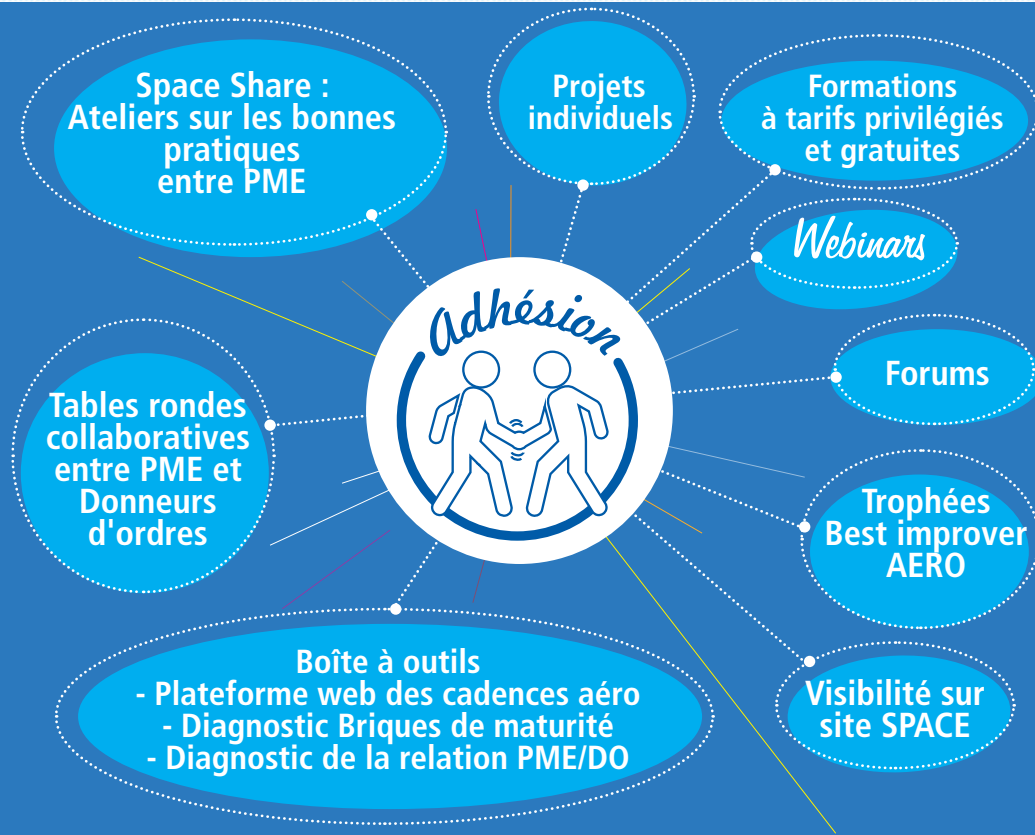 Space Share :
Ateliers sur les bonnes
pratiques
entre PME
Projets
individuels
Formations
à tarifs privilégiés
et gratuites
Webinars
adhésion
Forums
Tables rondes
collaboratives
entre PME et
Donneurs
d'ordres
Trophées
Best improver
AERO
Boîte à outils
- Plateforme web des cadences aéro
- Diagnostic Briques de maturité
- Diagnostic de la relation PME/DO
Visibilité sur
site SPACE